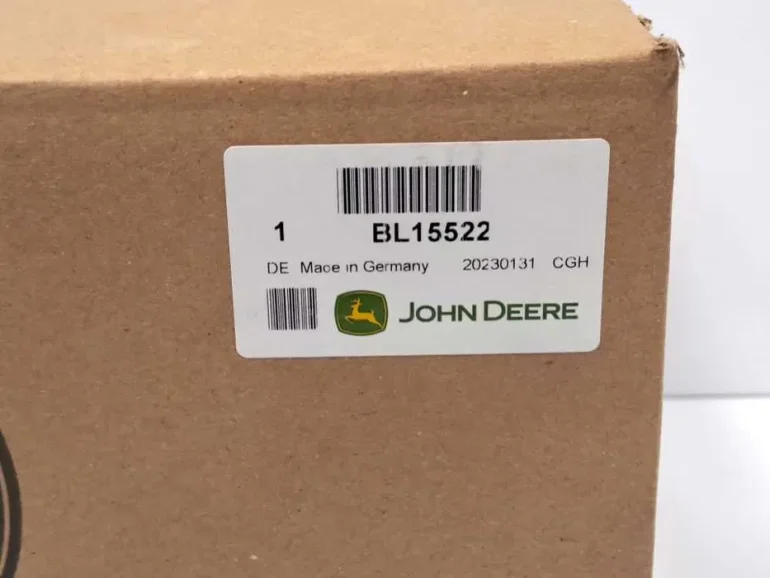 1 BL15522
DE Made in Germany 20230131 CGH
JOHN DEERE